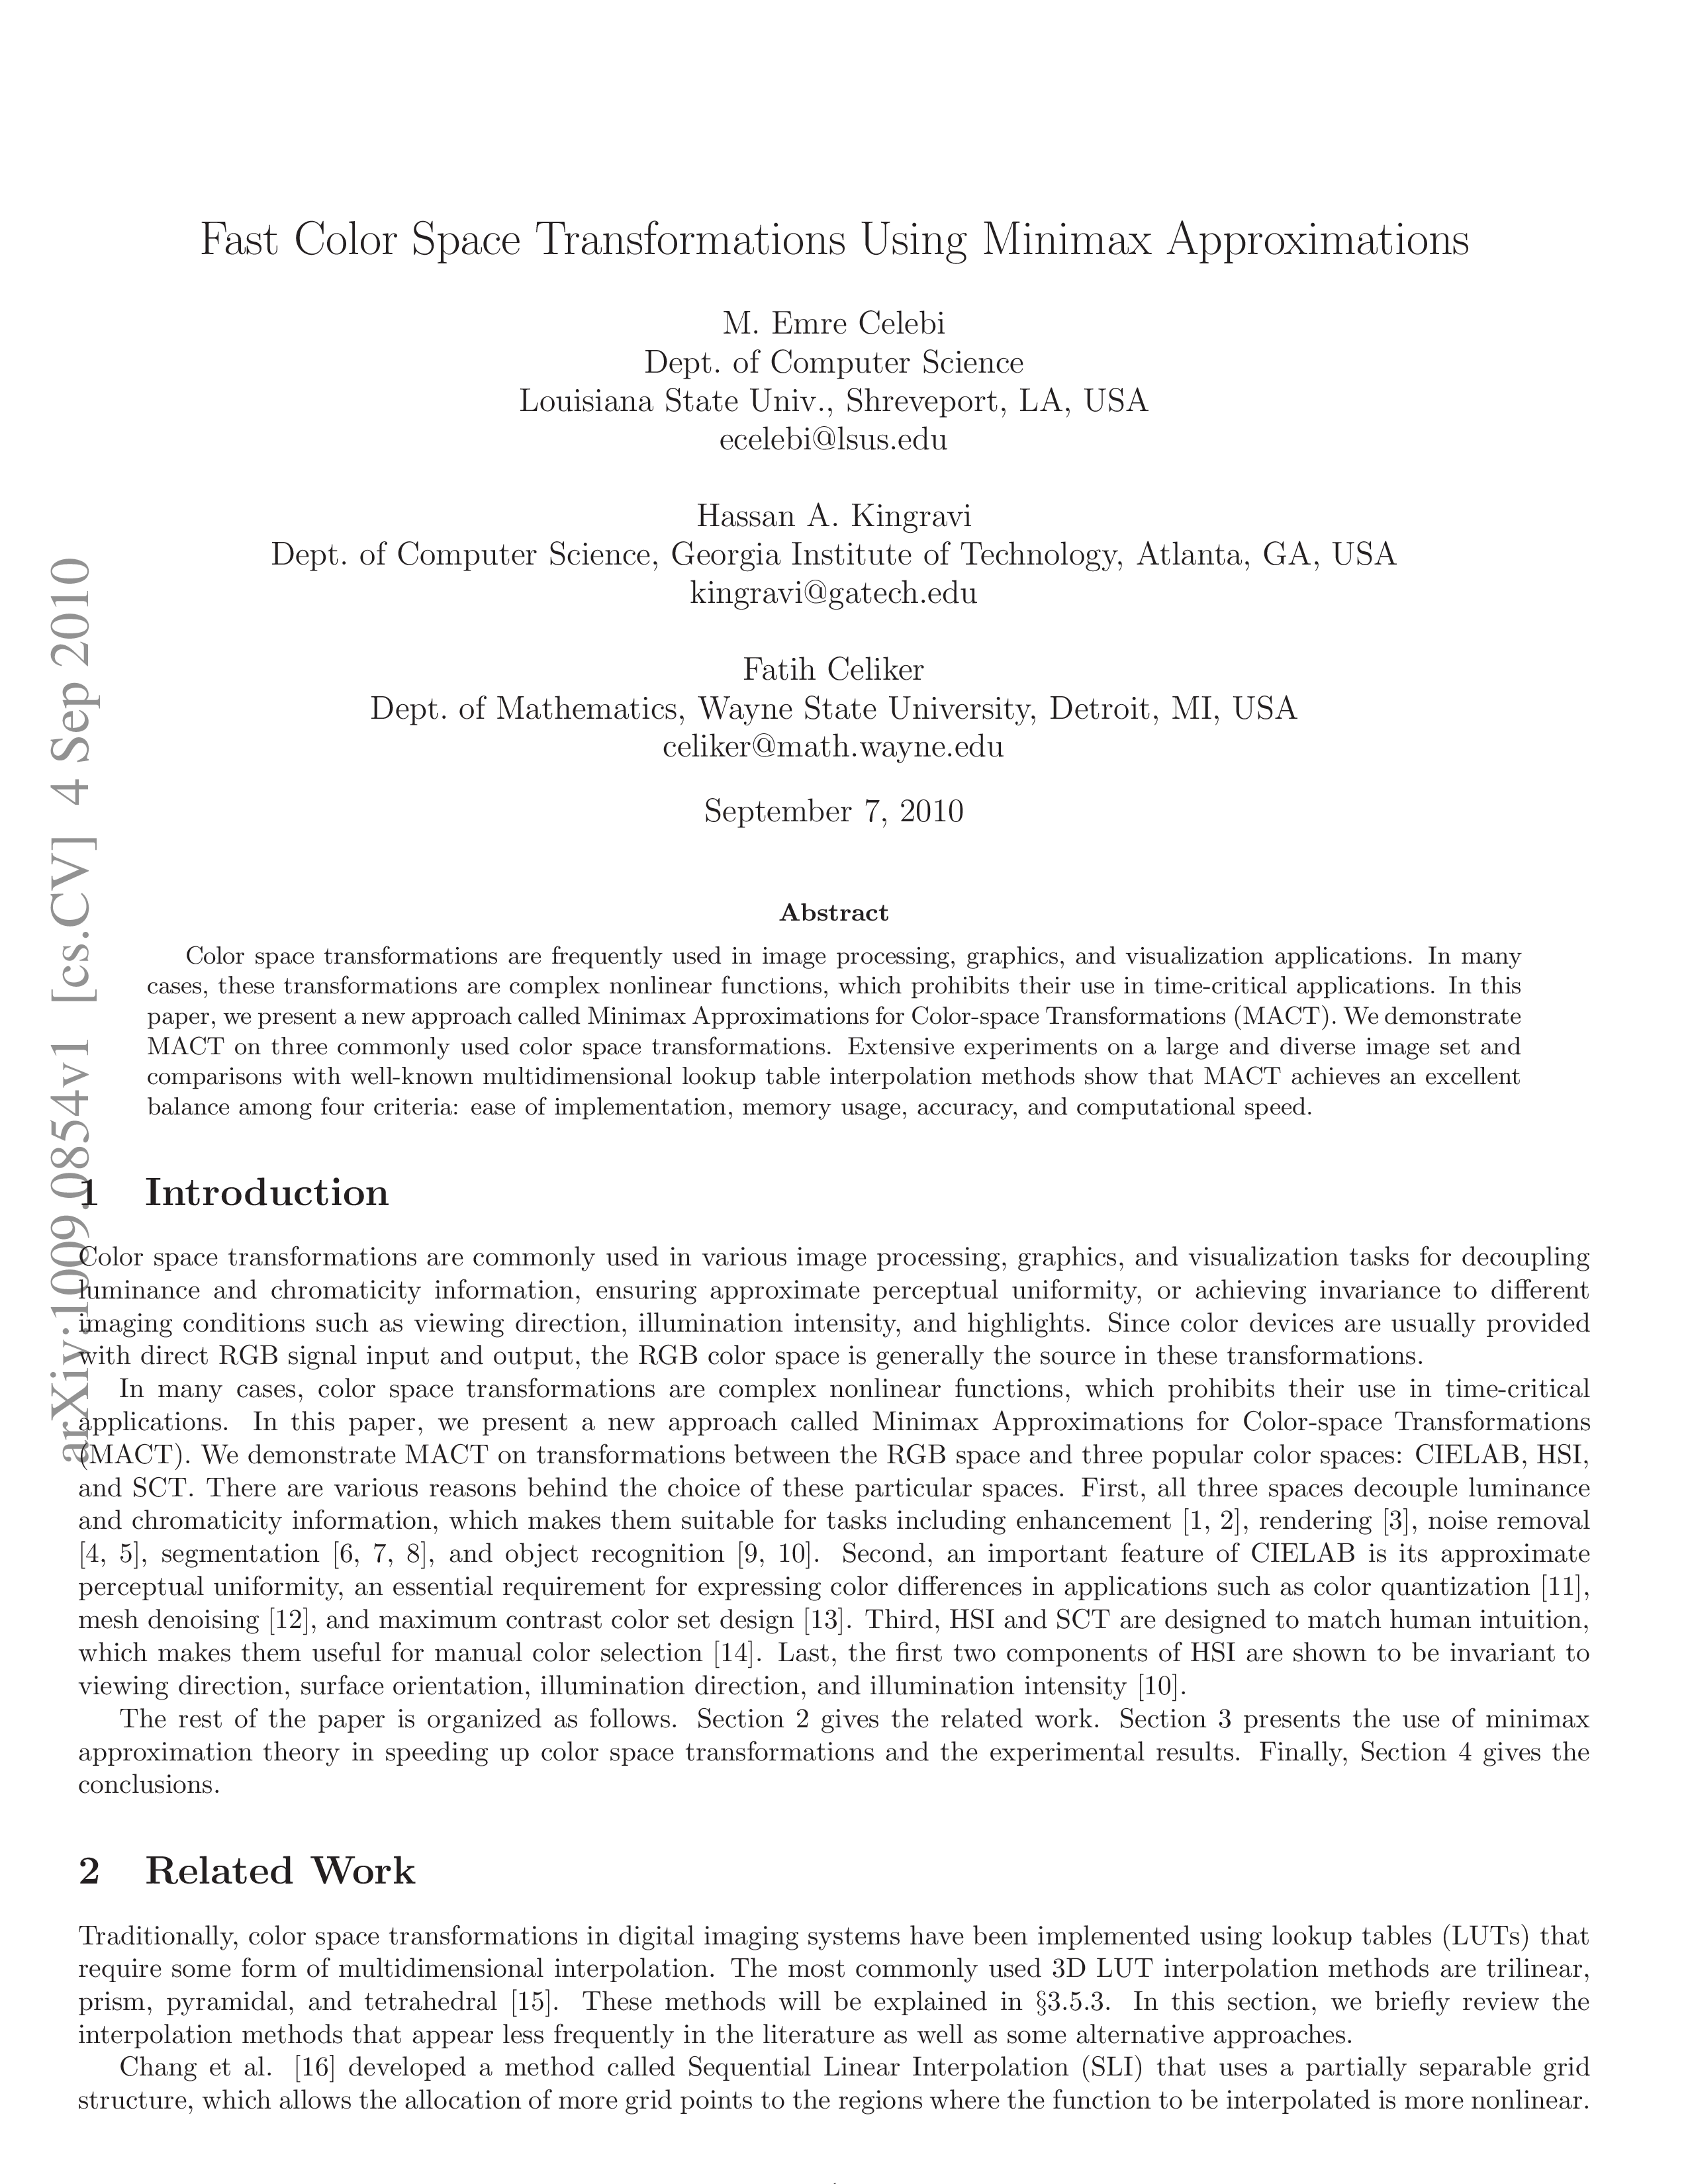 Fast Color Space Transformations Using Minimax Approximations
M. Emre Celebi
Dept. of Computer Science
Louisiana State Univ., Shreveport, LA, USA
ecelebi@lsus.edu
Hassan A. Kingravi
Dept. of Computer Science, Georgia Institute of Technology, Atlanta, GA, USA
kingravi@gatech.edu
Fatih Celiker
Dept. of Mathematics, Wayne State University, Detroit, MI, USA
celiker@math.wayne.edu
September 7, 2010
Abstract
Color space transformations are frequently used in image processing, graphics, and visualization applications. In many
cases, these transformations are complex nonlinear functions, which prohibits their use in time-critical applications. In this
paper, we present a new approach called Minimax Approximations for Color-space Transformations (MACT). We demonstrate
MACT on three commonly used color space transformations. Extensive experiments on a large and diverse image set and
comparisons with well-known multidimensional lookup table interpolation methods show that MACT achieves an excellent
balance among four criteria: ease of implementation, memory usage, accuracy, and computational speed.
1 Introduction
Color space transformations are commonly used in various image processing, graphics, and visualization tasks for decoupling
luminance and chromaticity information, ensuring approximate perceptual uniformity, or achieving invariance to different
imaging conditions such as viewing direction, illumination intensity, and highlights. Since color devices are usually provided
with direct RGB signal input and output, the RGB color space is generally the source in these transformations.
In many cases, color space transformations are complex nonlinear functions, which prohibits their use in time-critical
applications. In this paper, we present a new approach called Minimax Approximations for Color-space Transformations
(MACT). We demonstrate MACT on transformations between the RGB space and three popular color spaces: CIELAB, HSI,
and SCT. There are various reasons behind the choice of these particular spaces. First, all three spaces decouple luminance
and chromaticity information, which makes them suitable for tasks including enhancement [1, 2], rendering [3], noise removal
[4, 5], segmentation [6, 7, 8], and object recognition [9, 10]. Second, an important feature of CIELAB is its approximate
perceptual uniformity, an essential requirement for expressing color differences in applications such as color quantization [11],
mesh denoising [12], and maximum contrast color set design [13]. Third, HSI and SCT are designed to match human intuition,
which makes them useful for manual color selection [14]. Last, the first two components of HSI are shown to be invariant to
viewing direction, surface orientation, illumination direction, and illumination intensity [10].
The rest of the paper is organized as follows. Section 2 gives the related work. Section 3 presents the use of minimax
approximation theory in speeding up color space transformations and the experimental results. Finally, Section 4 gives the
conclusions.
2 Related Work
Traditionally, color space transformations in digital imaging systems have been implemented using lookup tables (LUTs) that
require some form of multidimensional interpolation. The most commonly used 3D LUT interpolation methods are trilinear,
prism, pyramidal, and tetrahedral [15]. These methods will be explained in §3.5.3. In this section, we briefly review the
interpolation methods that appear less frequently in the literature as well as some alternative approaches.
Chang et al. [16] developed a method called Sequential Linear Interpolation (SLI) that uses a partially separable grid
structure, which allows the allocation of more grid points to the regions where the function to be interpolated is more nonlinear.
arXiv:1009.0854v1 [cs.CV] 4 Sep 2010